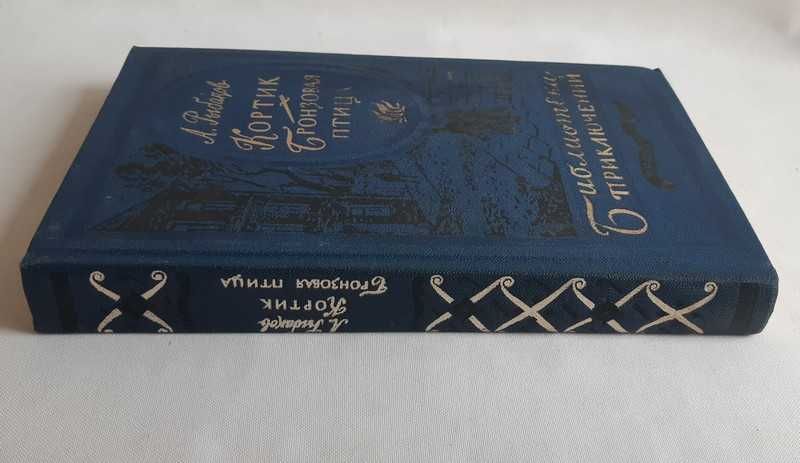 А. Рыбаков
КОРТИК
БРОНЗОВАЯ
ПТИЦА
Библиотека
ПРИКЛЮЧЕНИЙ
А. Рыбаков
КОРТИК
БРОНЗОВАЯ ПТИЦА